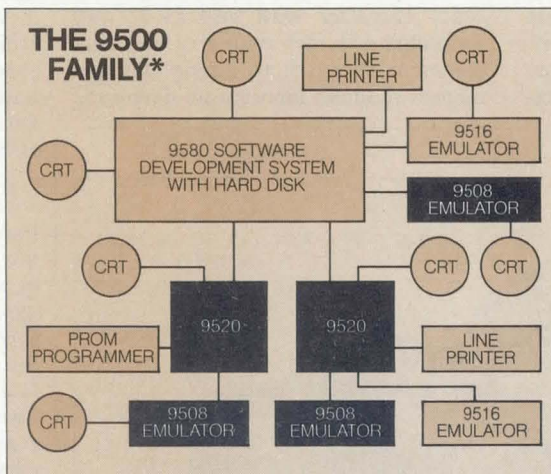 THE 9500
FAMILY*
CRT
LINE
PRINTER
CRT
9580 SOFTWARE
DEVELOPMENT SYSTEM
WITH HARD DISK
9516
EMULATOR
CRT
9508
EMULATOR
CRT
CRT
CRT
9520
9520
PROM
PROGRAMMER
LINE
PRINTER
CRT
9508
EMULATOR
9508
EMULATOR
9516
EMULATOR